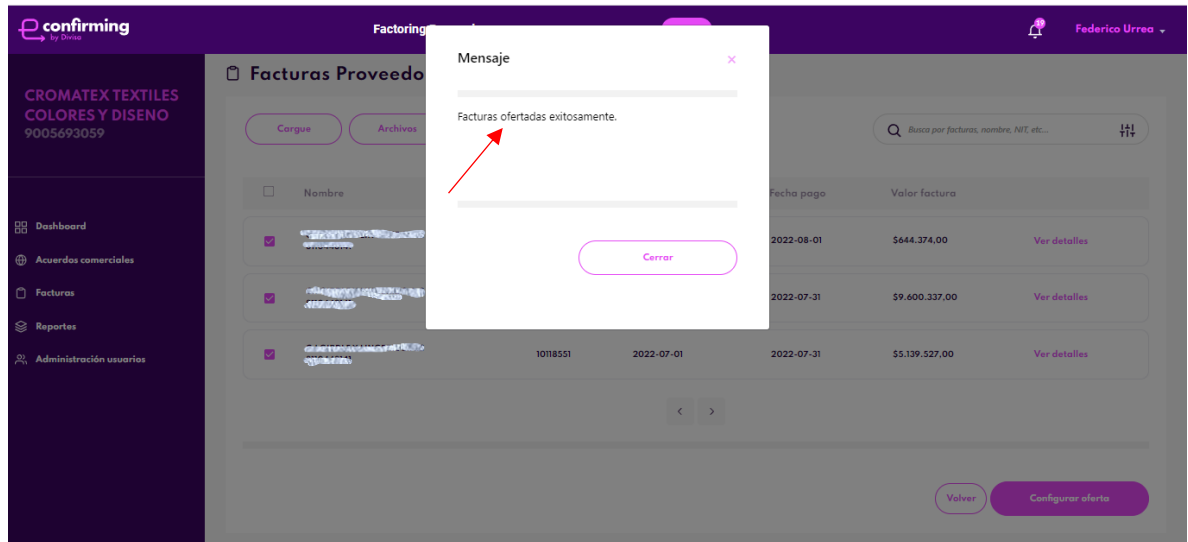 confirming
by Divisa
Factoring
19
Federico Urrea
CROMATEX TEXTILES
COLORES Y DISENO
9005693059
Dashboard
Acuerdos comerciales
Facturas
Reportes
Administración usuarios
Facturas Proveedo
Cargue
Archivos
Busca por facturas, nombre, NIT, etc...
Nombre
Fecha pago
Valor factura
2022-08-01
$644.374,00
Ver detalles
2022-07-31
$9.600.337,00
Ver detalles
10118551
2022-07-01
2022-07-31
$5.139.527,00
Ver detalles
Volver
Configurar oferta
Mensaje
Facturas ofertadas exitosamente.
Cerrar